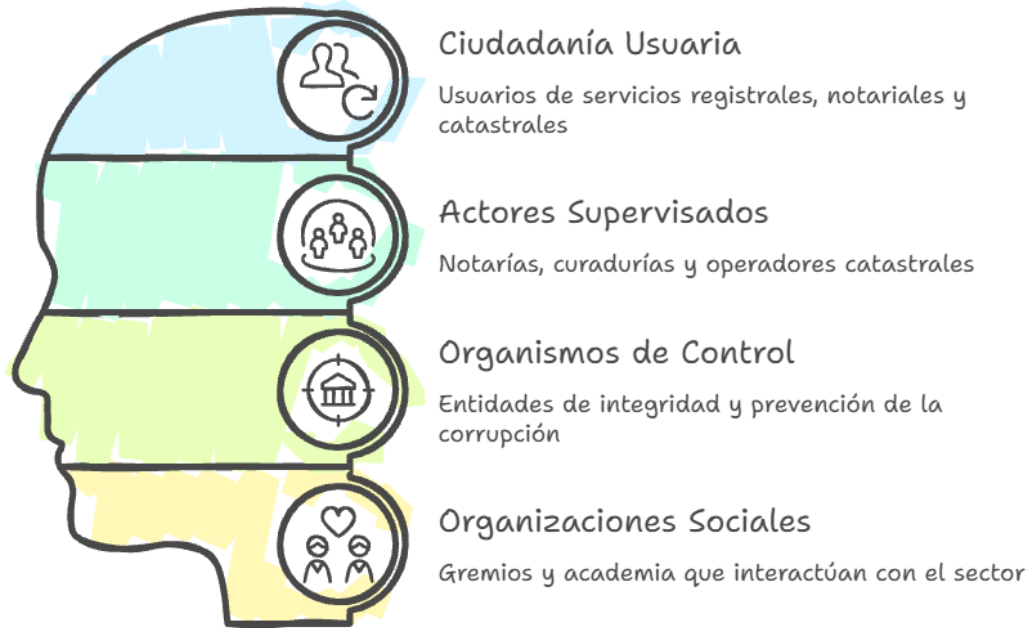 Ciudadanía Usuaria
Usuarios de servicios registrales, notariales y
catastrales
Actores Supervisados
Notarías, curadurías y operadores catastrales
Organismos de Control
Entidades de integridad y prevención de la
corrupción
Organizaciones Sociales
Gremios y academia que interactúan con el sector